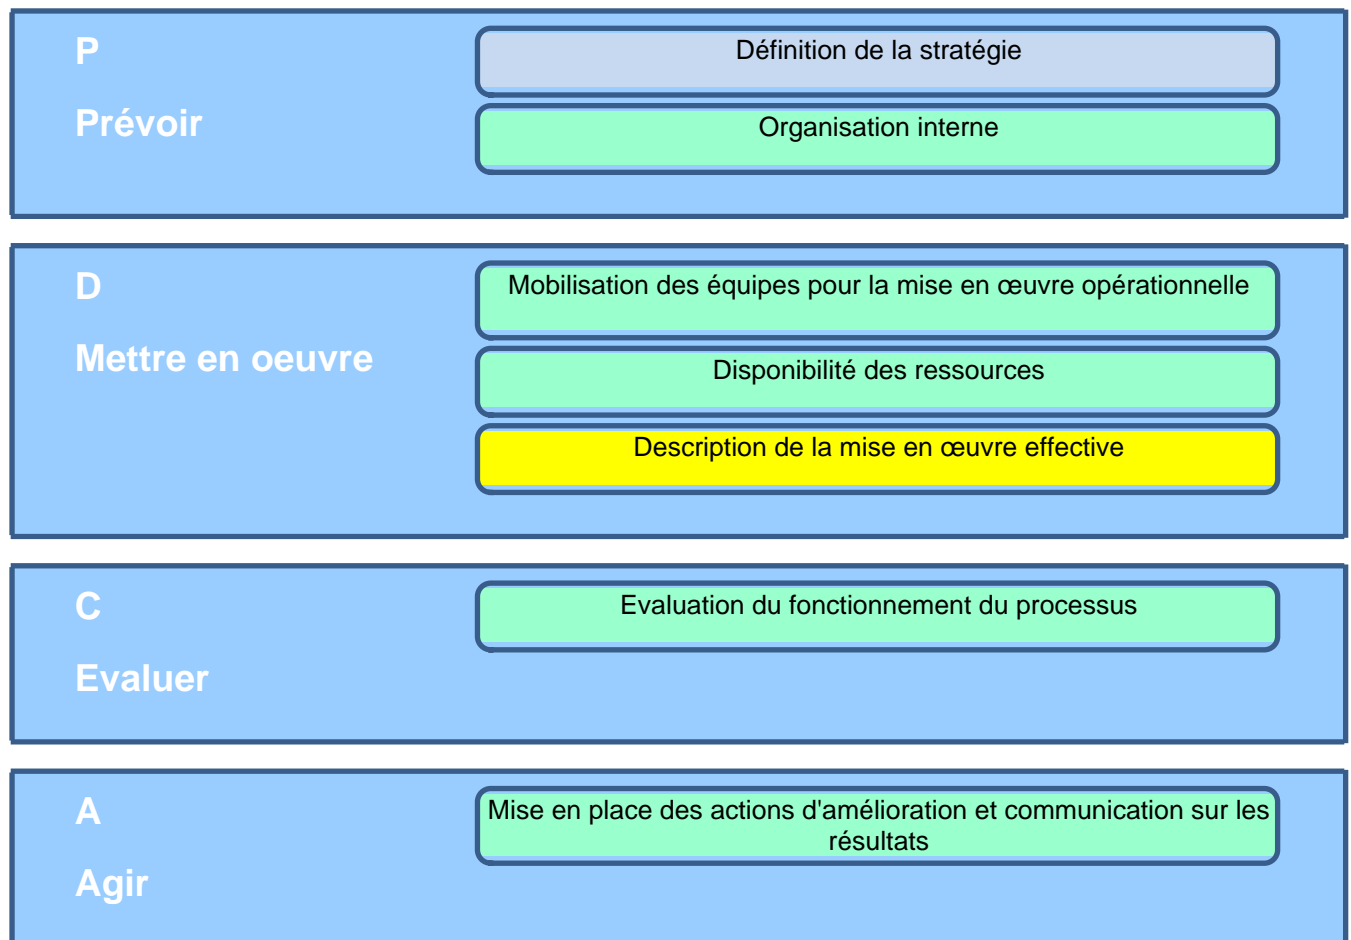 P
Définition de la stratégie
Prévoir
Organisation interne
D
Mobilisation des équipes pour la mise en œuvre opérationnelle
Mettre en oeuvre
Disponibilité des ressources
Description de la mise en œuvre effective
C
Evaluation du fonctionnement du processus
Evaluer
A
Mise en place des actions d'amélioration et communication sur les
résultats
Agir